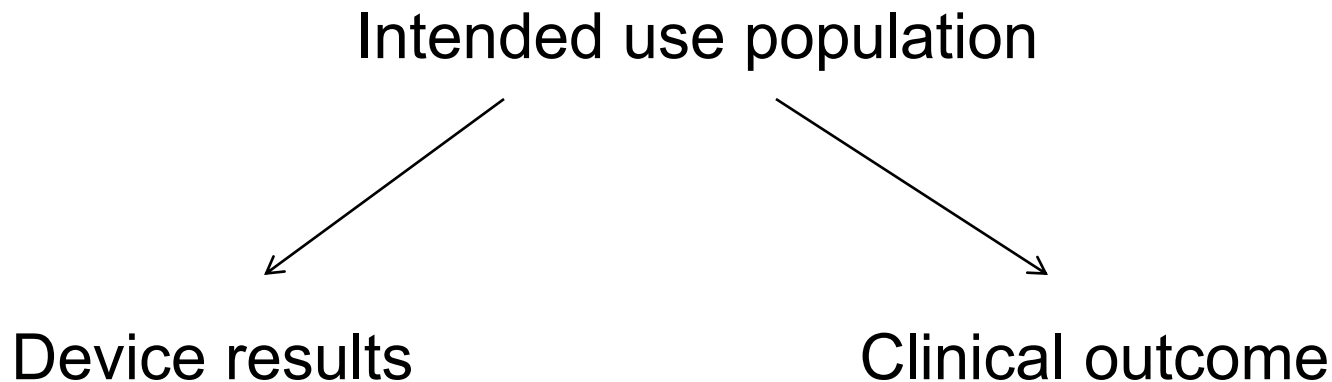 Intended use population
Device results
Clinical outcome